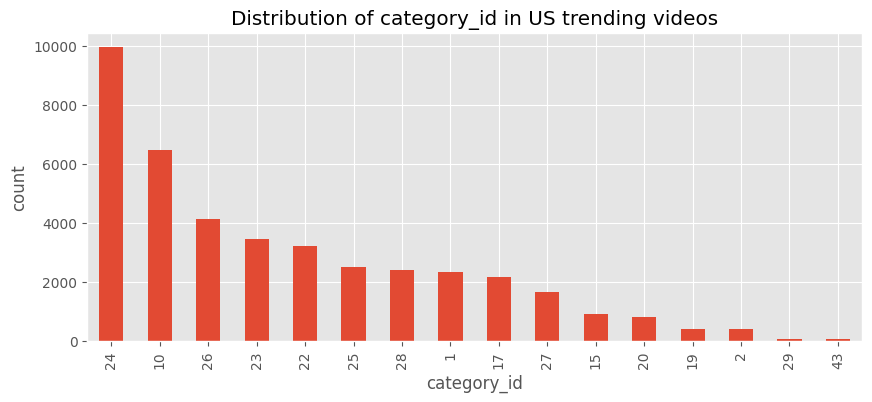 Distribution of category_id in US trending videos
count
10000
8000
6000
4000
2000
0
24 10 26 23 22 25 28 1 17 27 15 20 19 2 29 43
category_id